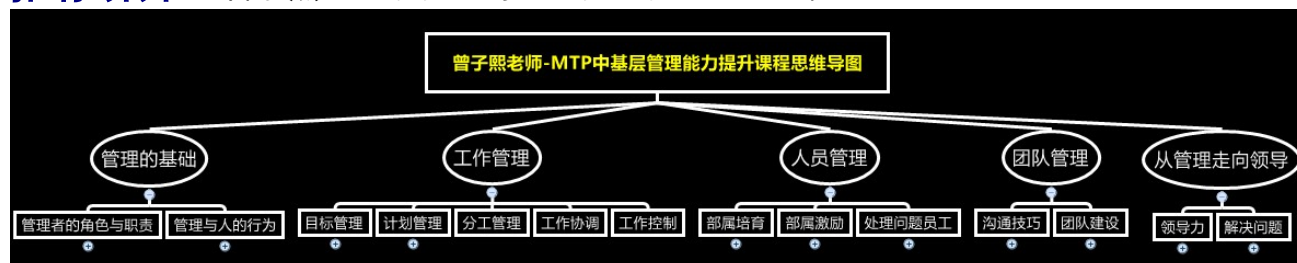 曾子熙老师-MTP中基层管理能力提升课程思维导图
管理的基础
工作管理
人员管理
团队管理
从管理走向领导
管理者的角色与职责
管理与人的行为
目标管理
计划管理
分工管理
工作协调
工作控制
部属培育
部属激励
处理问题员工
沟通技巧
团队建设
领导力
解决问题